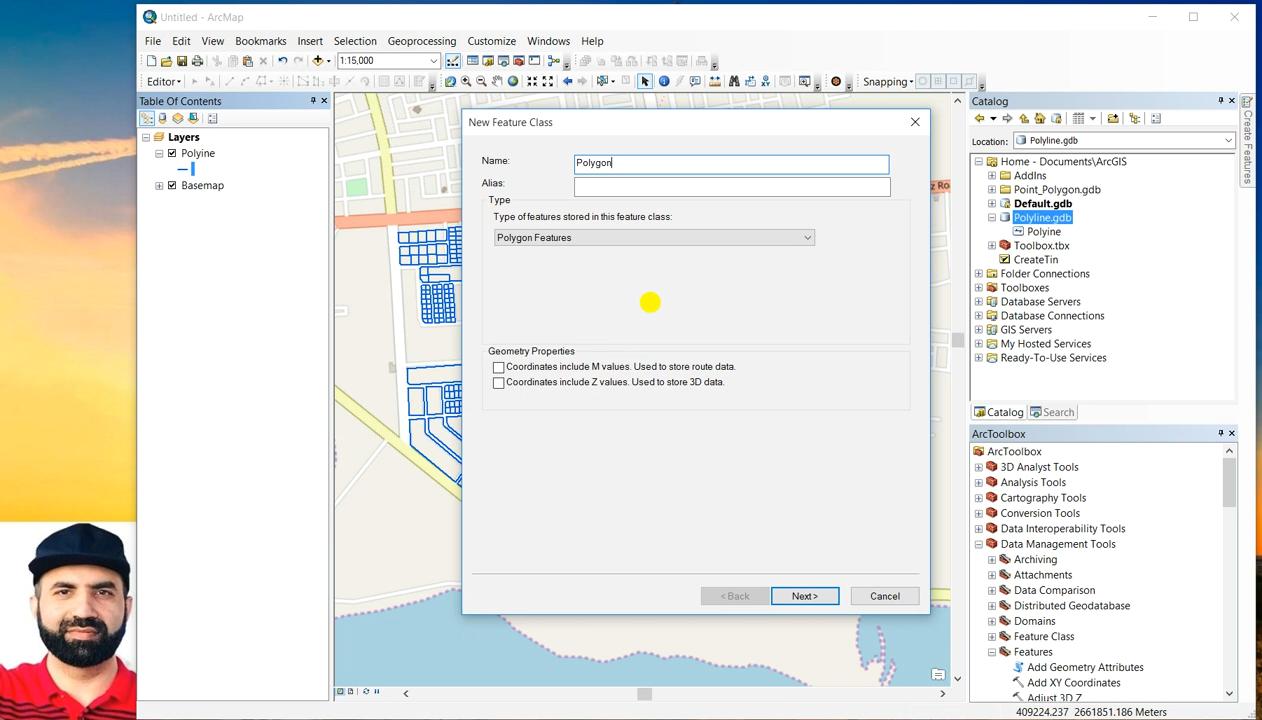 Untitled - ArcMap
File Edit View Bookmarks Insert Selection Geoprocessing Customize Windows Help
1:15,000
Editor Snapping
Table Of Contents
Layers
Polyine
Basemap
New Feature Class
Name: Polygon
Alias:
Type
Type of features stored in this feature class:
Polygon Features
Geometry Properties
Coordinates include M values. Used to store route data.
Coordinates include Z values. Used to store 3D data.
< Back Next > Cancel
z Ro
Catalog
Location: Polyline.gdb
Home - Documents\ArcGIS
AddIns
Point_Polygon.gdb
Default.gdb
Polyline.gdb
Polyine
Toolbox.tbx
CreateTin
Folder Connections
Toolboxes
Database Servers
Database Connections
GIS Servers
My Hosted Services
Ready-To-Use Services
Catalog Search
Create Features
ArcToolbox
ArcToolbox
3D Analyst Tools
Analysis Tools
Cartography Tools
Conversion Tools
Data Interoperability Tools
Data Management Tools
Archiving
Attachments
Data Comparison
Distributed Geodatabase
Domains
Feature Class
Features
Add Geometry Attributes
Add XY Coordinates
Adjust 3D Z
409224.237 2661851.186 Meters